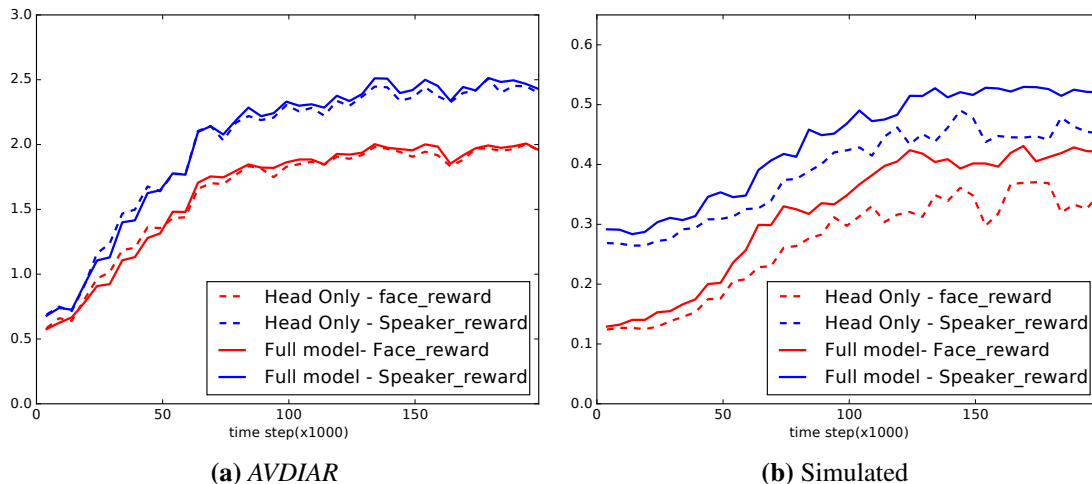 3.0
2.5
2.0
1.5
1.0
0.5
0.0
0 50 100 150
time step(x1000)
Head Only - face_reward
Head Only - Speaker_reward
Full model- Face_reward
Full model - Speaker_reward
(a) AVDIAR
0.6
0.5
0.4
0.3
0.2
0.1
0.0
0 50 100 150
time step(x1000)
Head Only - face_reward
Head Only - Speaker_reward
Full model- Face_reward
Full model - Speaker_reward
(b) Simulated